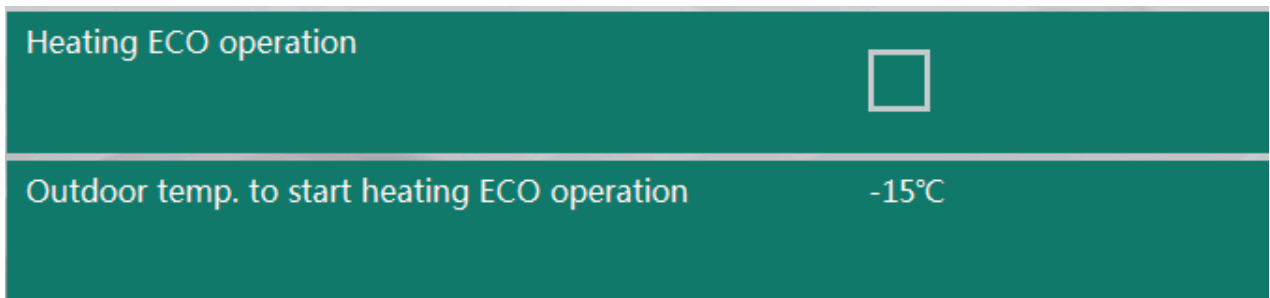 Heating ECO operation
Outdoor temp. to start heating ECO operation -15℃